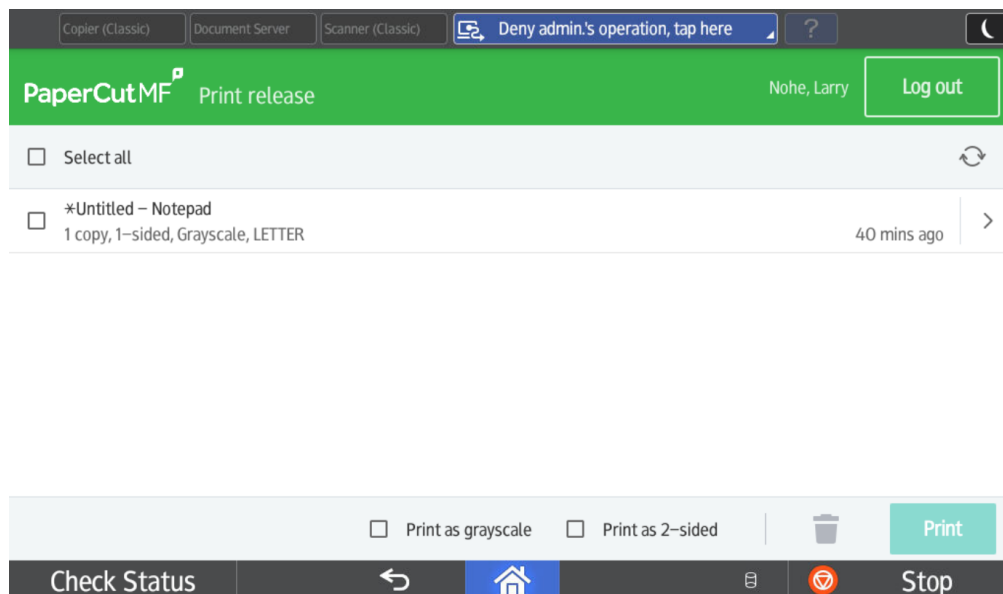 Copier (Classic) Document Server Scanner (Classic) Deny admin.'s operation, tap here ?
PaperCut MF Print release Nohe, Larry Log out
Select all
*Untitled – Notepad
1 copy, 1-sided, Grayscale, LETTER 40 mins ago
Print as grayscale Print as 2-sided Print
Check Status Stop